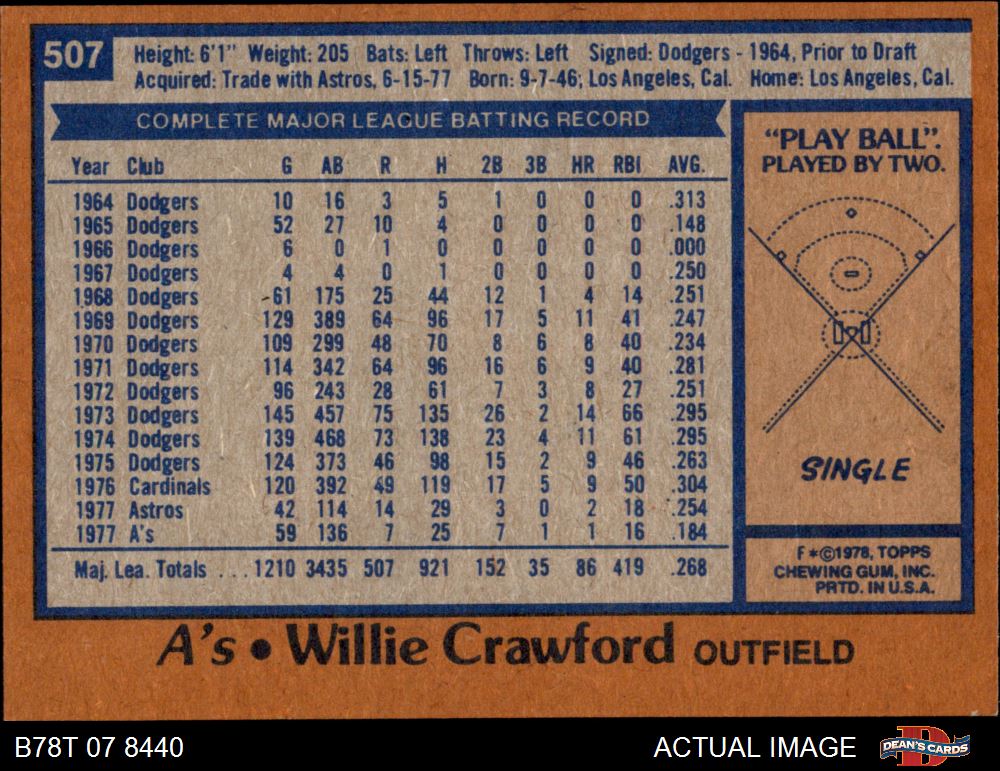 507
Height: 6'1" Weight: 205 Bats: Left Throws: Left Signed: Dodgers - 1964, Prior to Draft
Acquired: Trade with Astros, 6-15-77 Born: 9-7-46; Los Angeles, Cal. Home: Los Angeles, Cal.
COMPLETE MAJOR LEAGUE BATTING RECORD
Year Club G AB R H 2B 3B HR RBI AVG.
1964 Dodgers 10 16 3 5 1 0 0 0 .313
1965 Dodgers 52 27 10 4 0 0 0 0 .148
1966 Dodgers 6 0 1 0 0 0 0 0 .000
1967 Dodgers 4 4 0 1 0 0 0 0 .250
1968 Dodgers 61 175 25 44 12 1 4 14 .251
1969 Dodgers 129 389 64 96 17 5 11 41 .247
1970 Dodgers 109 299 48 70 8 6 8 40 .234
1971 Dodgers 114 342 64 96 16 6 9 40 .281
1972 Dodgers 96 243 28 61 7 3 8 27 .251
1973 Dodgers 145 457 75 135 26 2 14 66 .295
1974 Dodgers 139 468 73 138 23 4 11 61 .295
1975 Dodgers 124 373 46 98 15 2 9 46 .263
1976 Cardinals 120 392 49 119 17 5 9 50 .304
1977 Astros 42 114 14 29 3 0 2 18 .254
1977 A's 59 136 7 25 7 1 1 16 .184
Maj. Lea. Totals ... 1210 3435 507 921 152 35 86 419 .268
"PLAY BALL".
PLAYED BY TWO.
SINGLE
F*©1978, TOPPS
CHEWING GUM, INC.
PRTD. IN U.S.A.
A's • Willie Crawford OUTFIELD
B78T 07 8440
ACTUAL IMAGE
DEAN'S CARDS